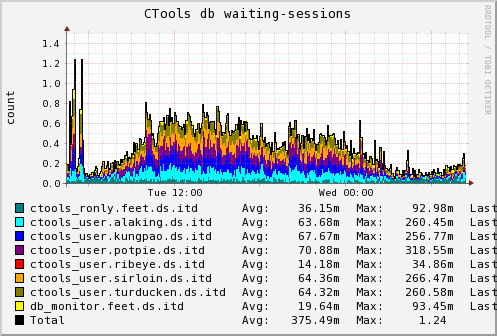 CTools db waiting-sessions
RRDTOOL / TOBI OETIKER
count
1.4
1.2
1.0
0.8
0.6
0.4
0.2
0.0
Tue 12:00 Wed 00:00
ctools_ronly.feet.ds.itd Avg: 36.15m Max: 92.98m Last
ctools_user.alaking.ds.itd Avg: 63.68m Max: 260.45m Last
ctools_user.kungpao.ds.itd Avg: 67.67m Max: 256.77m Last
ctools_user.potpie.ds.itd Avg: 70.88m Max: 318.55m Last
ctools_user.ribeye.ds.itd Avg: 14.18m Max: 34.86m Last
ctools_user.sirloin.ds.itd Avg: 64.36m Max: 266.47m Last
ctools_user.turducken.ds.itd Avg: 64.32m Max: 260.58m Last
db_monitor.feet.ds.itd Avg: 19.64m Max: 93.45m Last
Total Avg: 375.49m Max: 1.24 Last